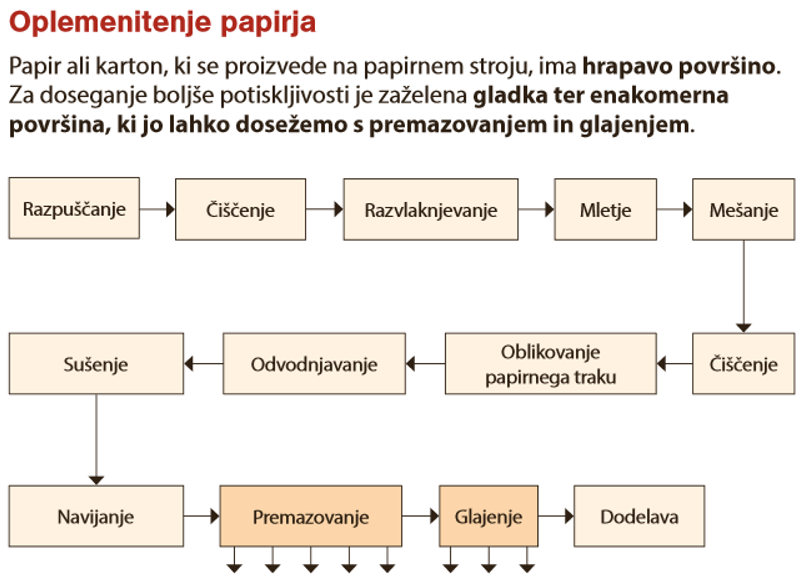 Oplemenitenje papirja
Papir ali karton, ki se proizvede na papirnem stroju, ima hrapavo površino.
Za doseganje boljše potiskljivosti je zaželena gladka ter enakomerna
površina, ki jo lahko dosežemo s premazovanjem in glajenjem.
Razpuščanje
Čiščenje
Razvlaknjevanje
Mletje
Mešanje
Čiščenje
Oblikovanje
papirnega traku
Odvodnjavanje
Sušenje
Navijanje
Premazovanje
Glajenje
Dodelava